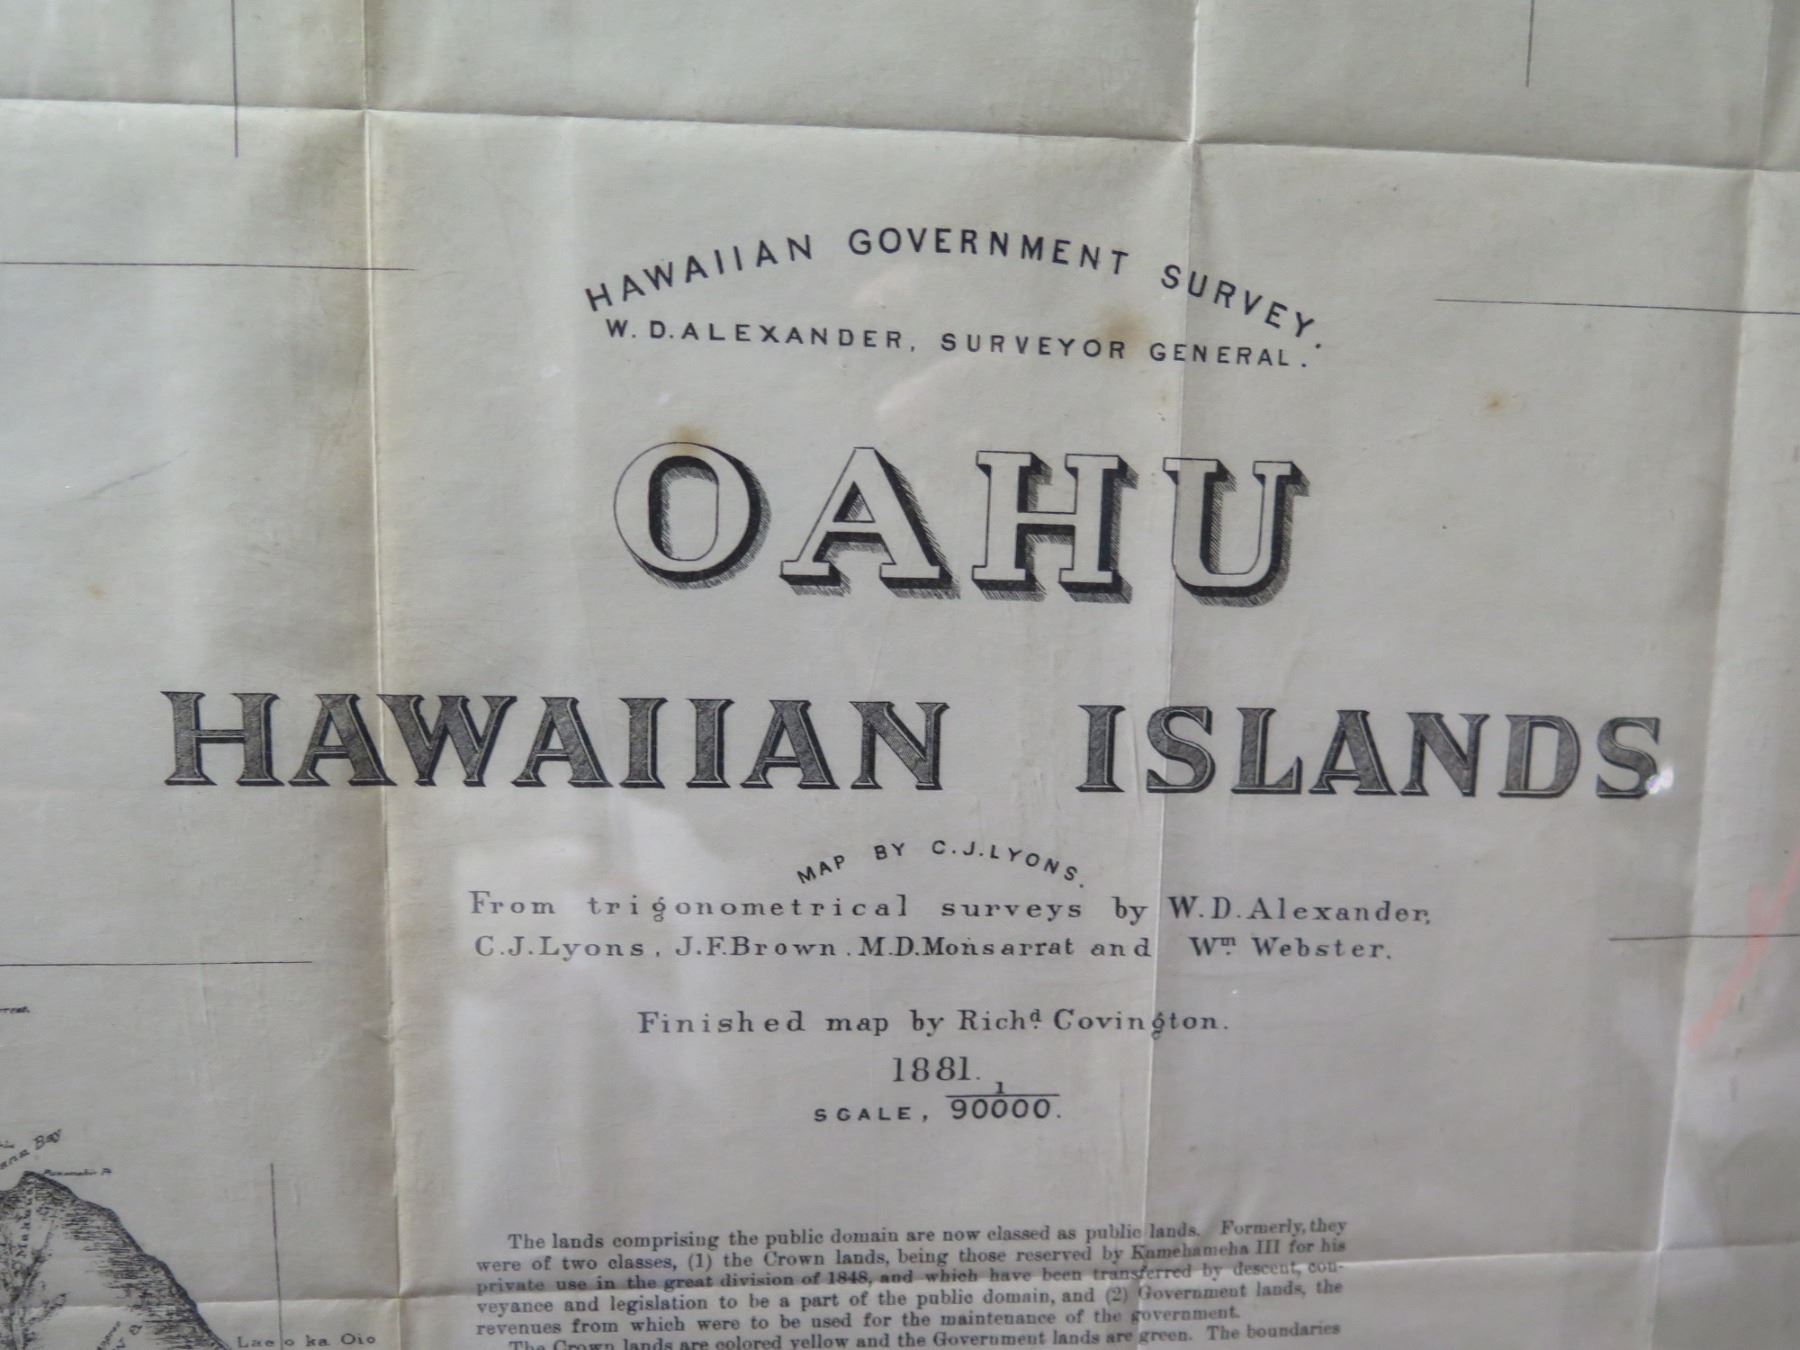 HAWAIIAN GOVERNMENT SURVEY.
W. D. ALEXANDER, SURVEYOR GENERAL.
OAHU
HAWAIIAN ISLANDS
MAP BY C.J. LYONS.
From trigonometrical surveys by W. D. Alexander,
C. J. Lyons, J. F. Brown, M. D. Monsarrat and Wm. Webster.
Finished map by Richd. Covington.
1881.
SCALE, 1/90000.
Bay
The lands comprising the public domain are now classed as public lands. Formerly, they
were of two classes, (1) the Crown lands, being those reserved by Kamehameha III for his
private use in the great division of 1848, and which have been transferred by descent, con-
veyance and legislation to be a part of the public domain, and (2) Government lands, the
revenues from which were to be used for the maintenance of the government.
The Crown lands are colored yellow and the Government lands are green. The boundaries
Lae o ka Oio